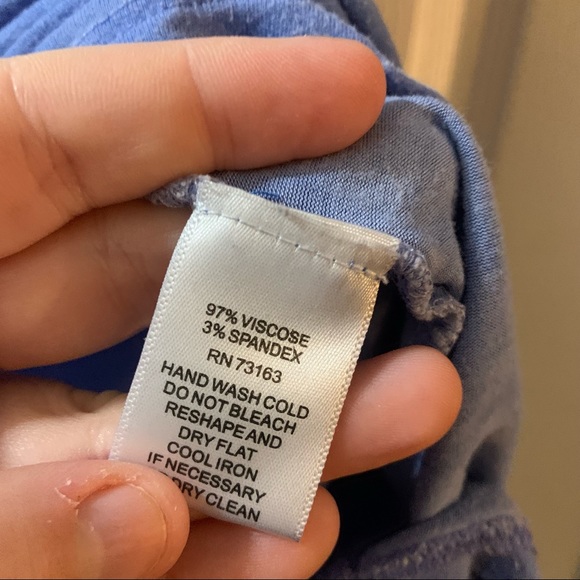 97% VISCOSE
3% SPANDEX
RN 73163
HAND WASH COLD
DO NOT BLEACH
RESHAPE AND
DRY FLAT
COOL IRON
IF NECESSARY
DRY CLEAN